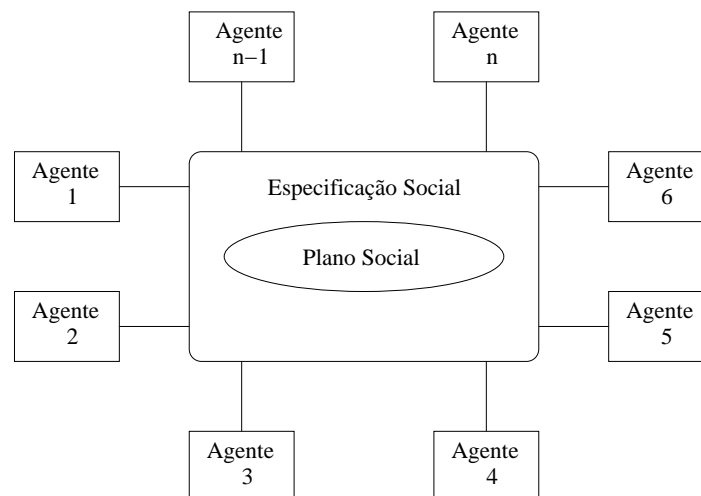 Agente
n−1
Agente
n
Agente
1
Especificação Social
Agente
6
Plano Social
Agente
2
Agente
5
Agente
3
Agente
4